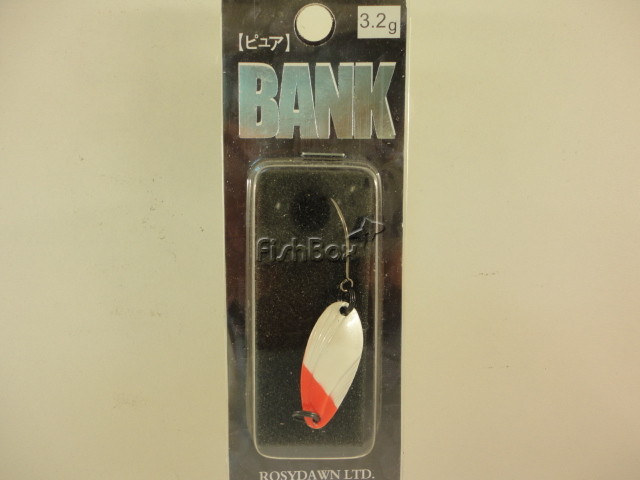 3.2g
【ピュア】
BANK
FishBox
ROSYDAWN LTD.